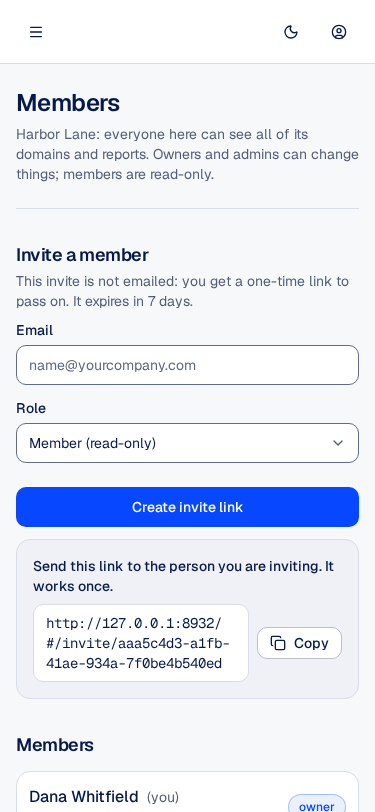 Members
Harbor Lane: everyone here can see all of its
domains and reports. Owners and admins can change
things; members are read-only.
Invite a member
This invite is not emailed: you get a one-time link to
pass on. It expires in 7 days.
Email
name@yourcompany.com
Role
Member (read-only)
Create invite link
Send this link to the person you are inviting. It
works once.
http://127.0.0.1:8932/
#/invite/aaa5c4d3-a1fb-
41ae-934a-7f0be4b540ed
Copy
Members
Dana Whitfield (you)
owner